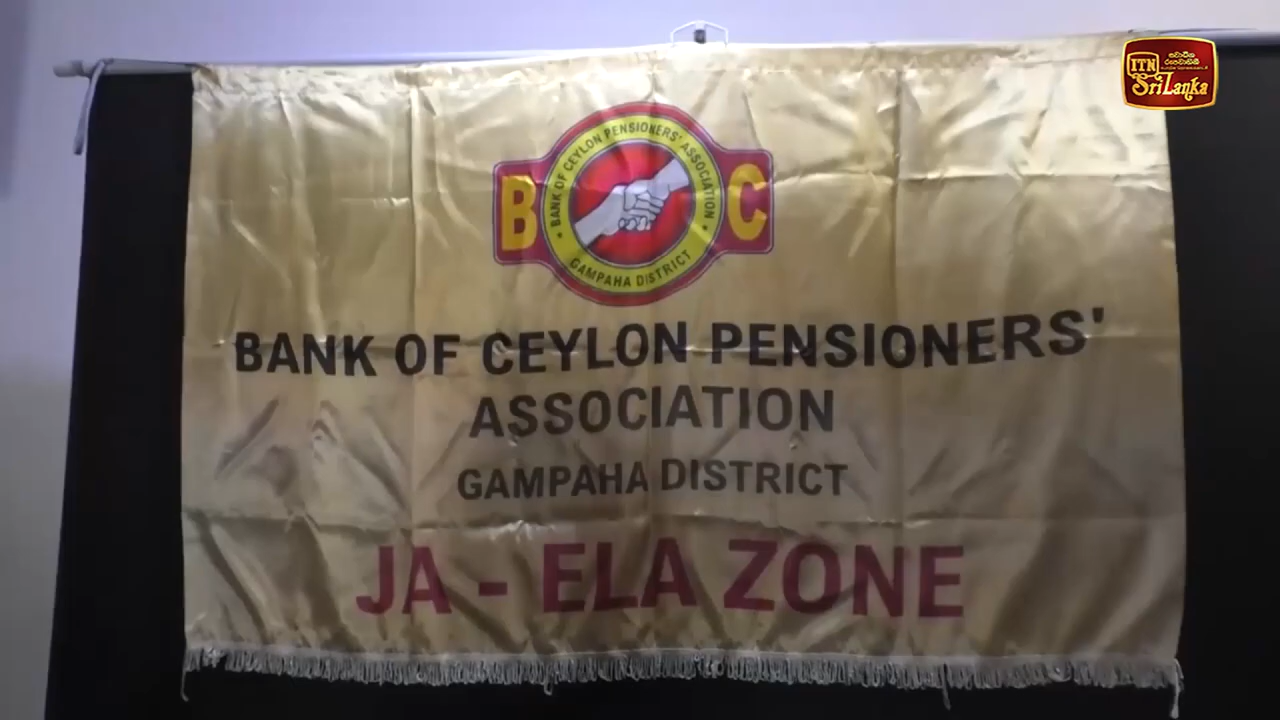 ITN
SriLanka
B C
BANK OF CEYLON PENSIONERS' ASSOCIATION
GAMPAHA DISTRICT
BANK OF CEYLON PENSIONERS'
ASSOCIATION
GAMPAHA DISTRICT
JA - ELA ZONE